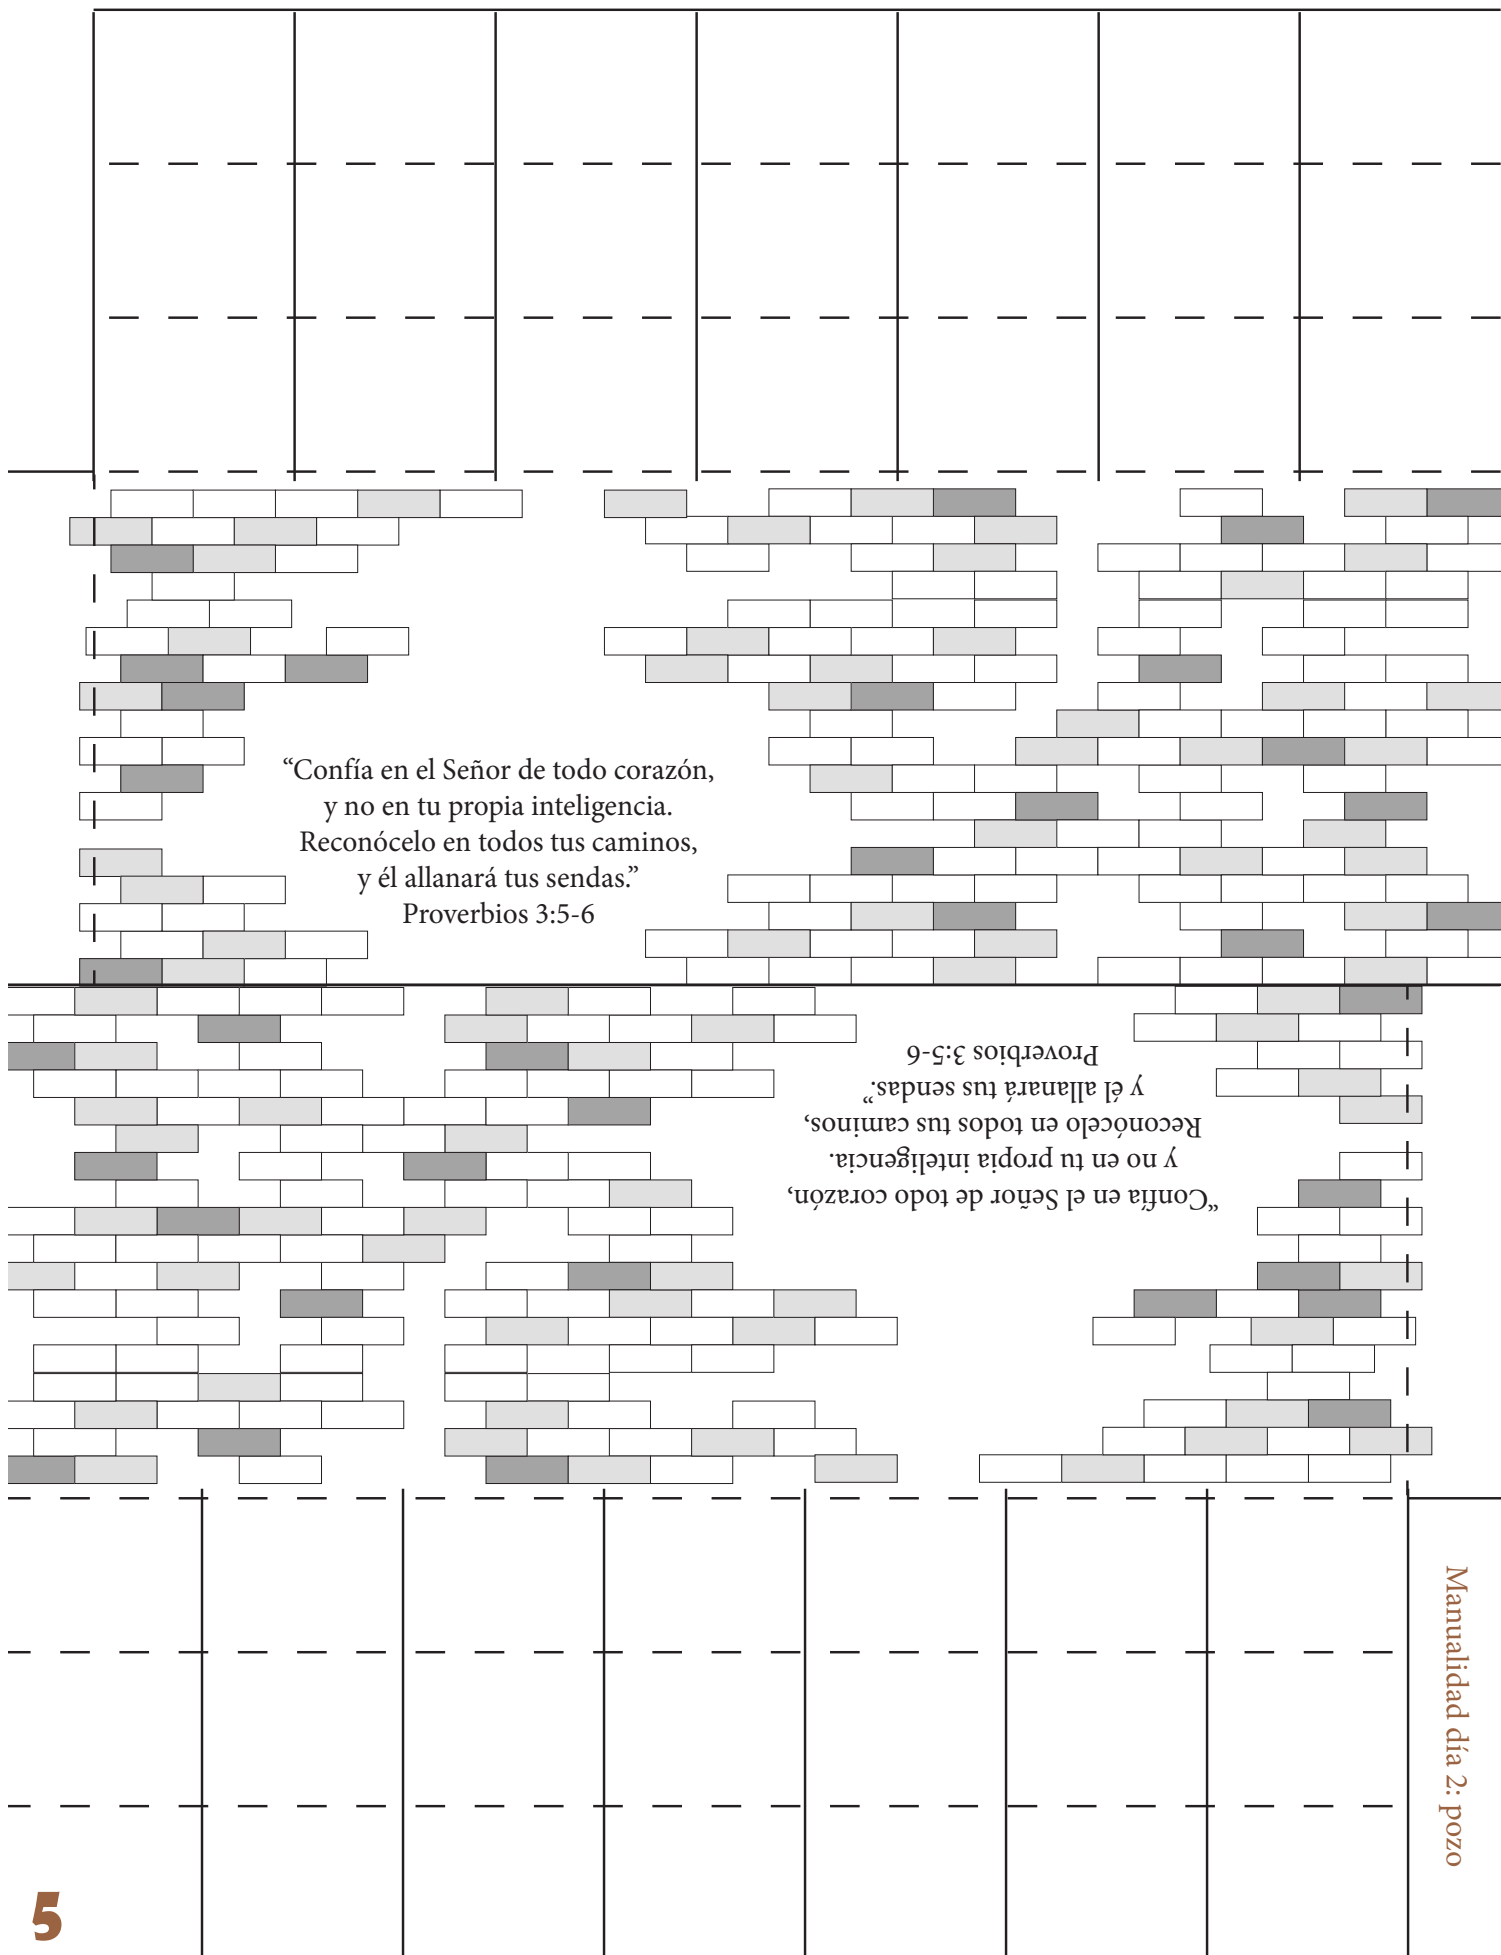 “Confía en el Señor de todo corazón,
y no en tu propia inteligencia.
Reconócelo en todos tus caminos,
y él allanará tus sendas.”
Proverbios 3:5-6
“Confía en el Señor de todo corazón,
y no en tu propia inteligencia.
Reconócelo en todos tus caminos,
y él allanará tus sendas.”
Proverbios 3:5-6
Manualidad día 2: pozo
5